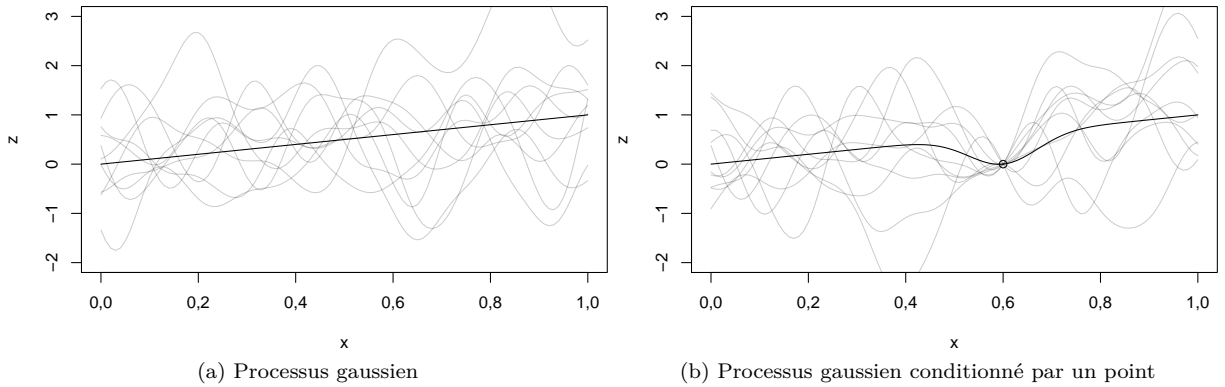 3
2
1
0
−1
−2
z
0,0 0,2 0,4 0,6 0,8 1,0
x
(a) Processus gaussien
3
2
1
0
−1
−2
z
0,0 0,2 0,4 0,6 0,8 1,0
x
(b) Processus gaussien conditionné par un point